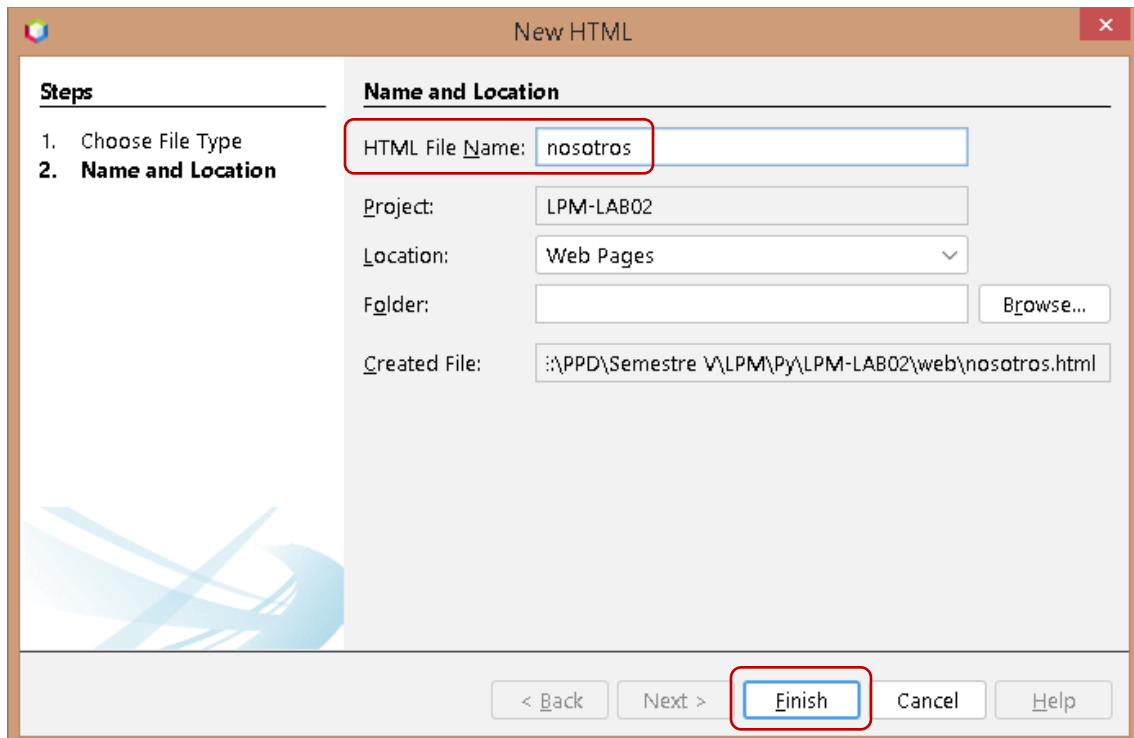 New HTML
Steps
1. Choose File Type
2. Name and Location
Name and Location
HTML File Name: nosotros
Project: LPM-LAB02
Location: Web Pages
Folder: Browse...
Created File: :\PPD\Semestre V\LPM\Py\LPM-LAB02\web\nosotros.html
< Back Next > Finish Cancel Help